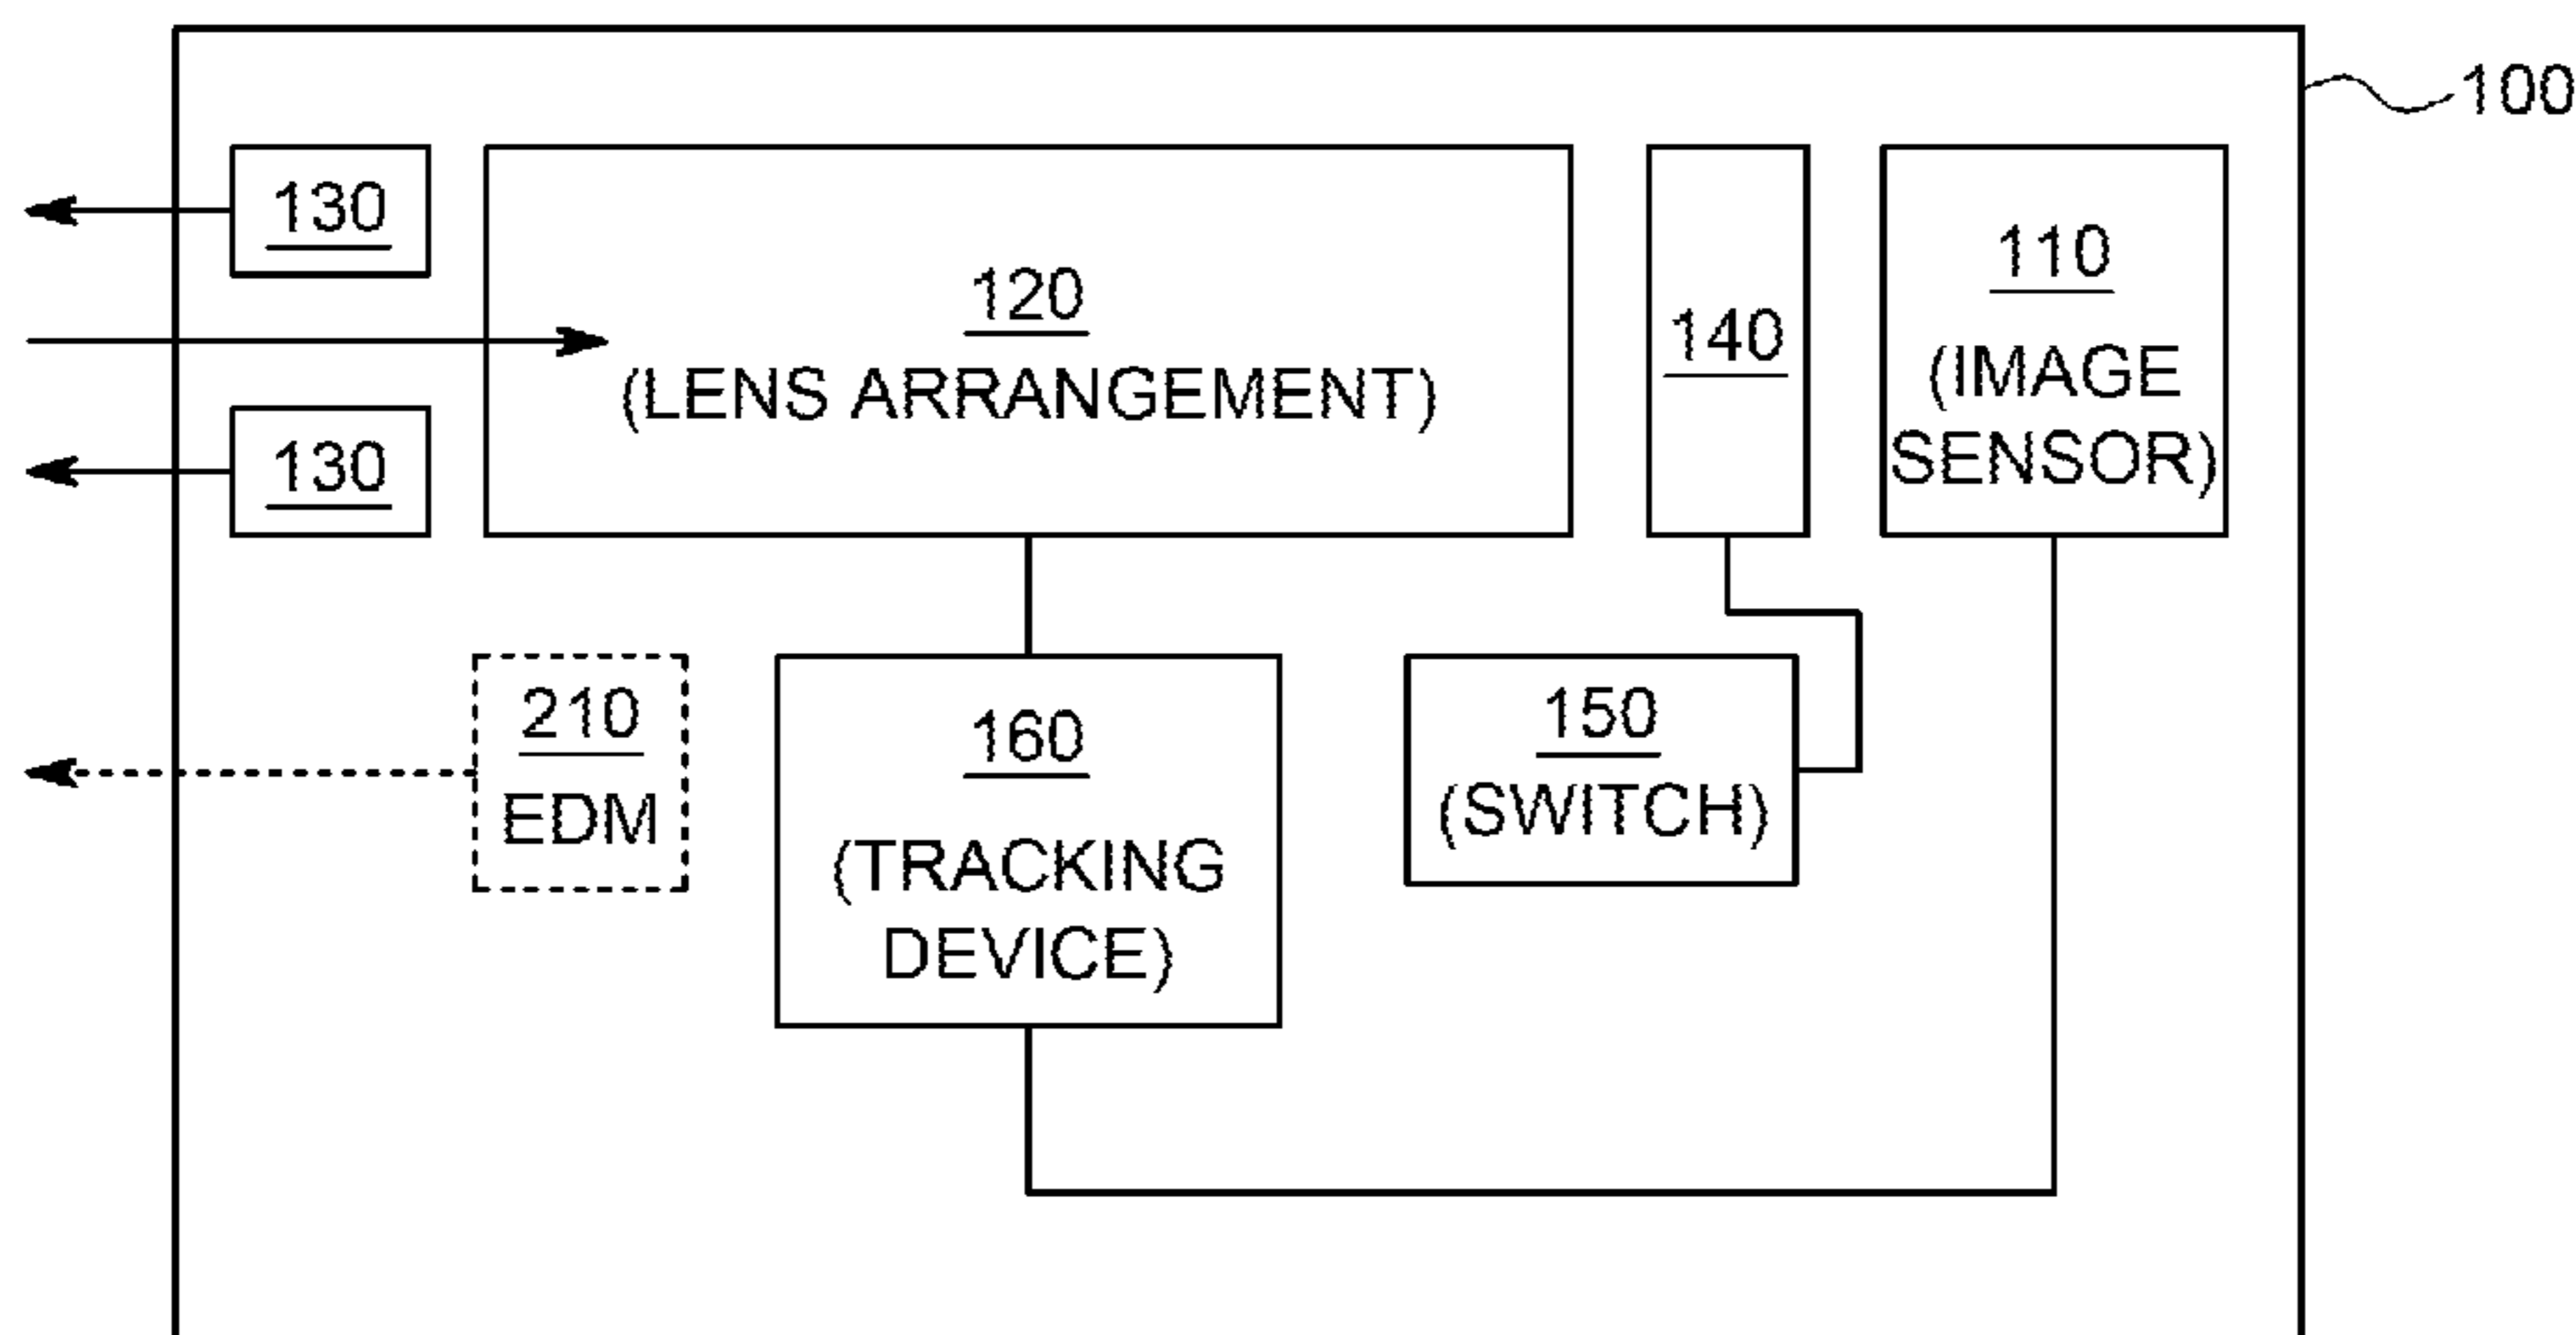 100
130
120
(LENS ARRANGEMENT)
140
110
(IMAGE
SENSOR)
130
210
EDM
160
(TRACKING
DEVICE)
150
(SWITCH)